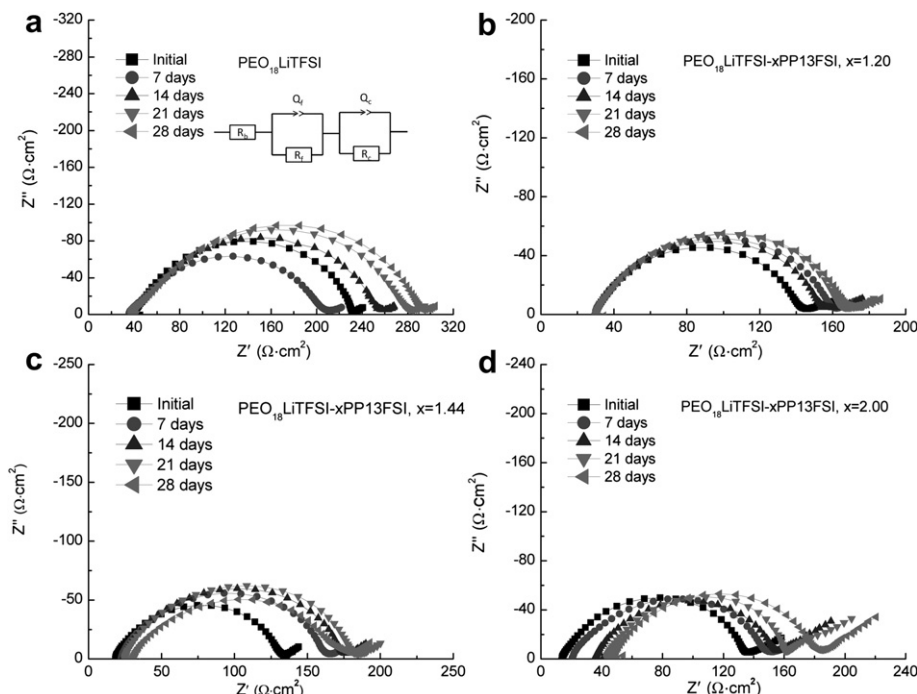 a
PEO₁₈LiTFSI
Initial
7 days
14 days
21 days
28 days
Q_f
Q_c
R_b
R_f
R_c
-320
-280
-240
-200
-160
-120
-80
-40
0
Z'' (Ω·cm²)
0 40 80 120 160 200 240 280 320
Z' (Ω·cm²)
b
PEO₁₈LiTFSI-xPP13FSI, x=1.20
Initial
7 days
14 days
21 days
28 days
-200
-160
-120
-80
-40
0
Z'' (Ω·cm²)
0 40 80 120 160 200
Z' (Ω·cm²)
c
PEO₁₈LiTFSI-xPP13FSI, x=1.44
Initial
7 days
14 days
21 days
28 days
-250
-200
-150
-100
-50
0
Z'' (Ω·cm²)
0 50 100 150 200 250
Z' (Ω·cm²)
d
PEO₁₈LiTFSI-xPP13FSI, x=2.00
Initial
7 days
14 days
21 days
28 days
-240
-200
-160
-120
-80
-40
0
Z'' (Ω·cm²)
0 40 80 120 160 200 240
Z' (Ω·cm²)